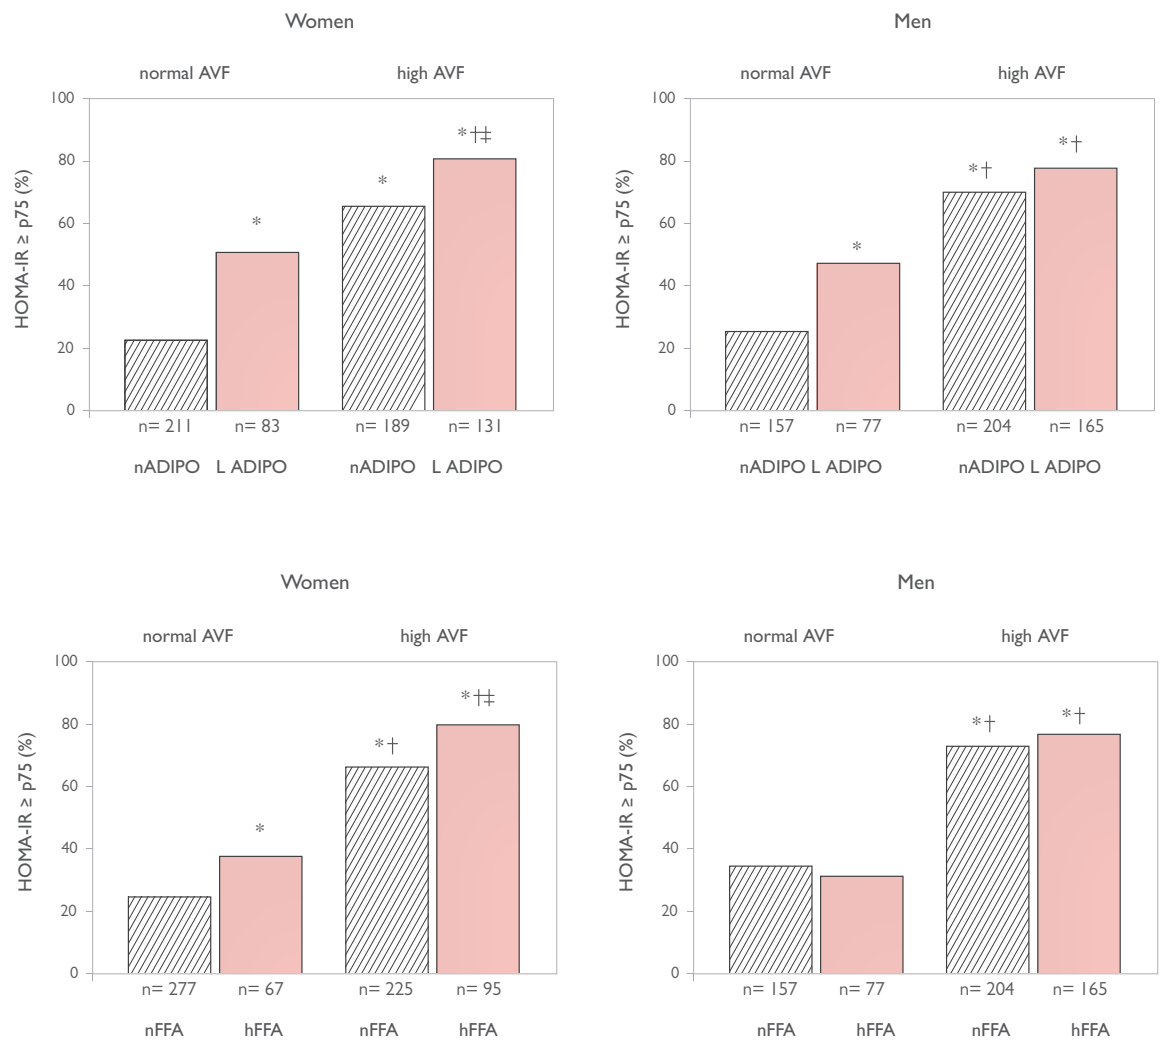 Women
normal AVF high AVF
HOMA-IR ≥ p75 (%)
100
80
60
40
20
0
*
*
*†‡
n= 211 n= 83 n= 189 n= 131
nADIPO L ADIPO nADIPO L ADIPO
Men
normal AVF high AVF
HOMA-IR ≥ p75 (%)
100
80
60
40
20
0
*
*†
*†
n= 157 n= 77 n= 204 n= 165
nADIPO L ADIPO nADIPO L ADIPO
Women
normal AVF high AVF
HOMA-IR ≥ p75 (%)
100
80
60
40
20
0
*
*†
*†‡
n= 277 n= 67 n= 225 n= 95
nFFA hFFA nFFA hFFA
Men
normal AVF high AVF
HOMA-IR ≥ p75 (%)
100
80
60
40
20
0
*†
*†
n= 157 n= 77 n= 204 n= 165
nFFA hFFA nFFA hFFA